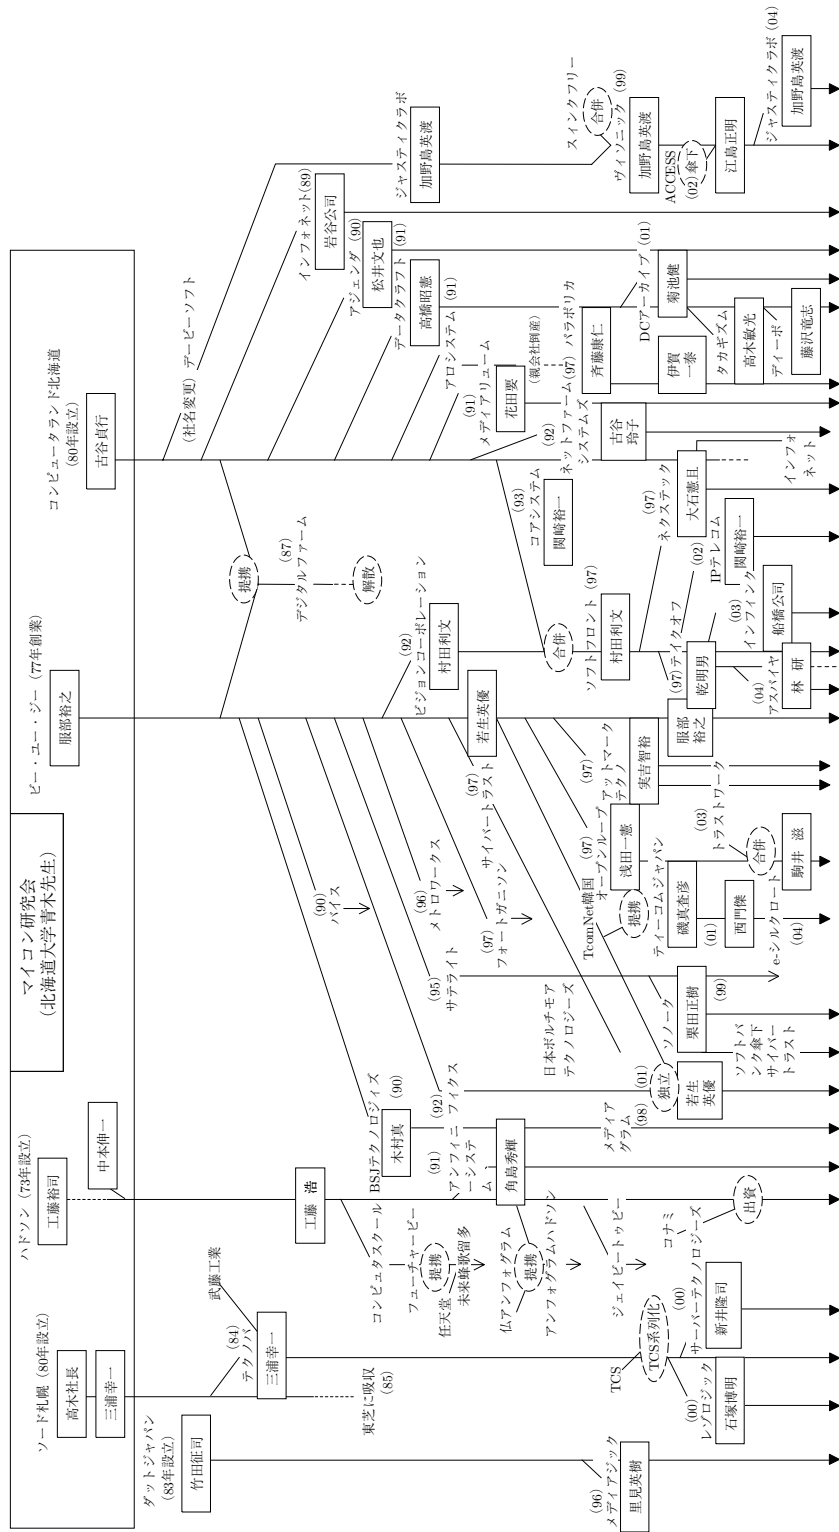 マイコン研究会
(北海道大学青木先生)
ソード札幌 (80年設立)
高木社長
三浦幸一
ダットジャパン
(83年設立)
竹田征司
武藤工業
(84)
テクノバ
三浦幸一
東芝に吸収
(85)
TCS
TCS系列化
(00)
サーバーテクノロジーズ
新井隆司
(00)
レゾロジック
石塚博明
(96)
メディアジック
里見英樹
ハドソン (73年設立)
工藤裕司
中本伸一
工藤 浩
コンピュタスクール
フューチャービー
提携
任天堂
未来蜂歌留多
仏アンフォグラム
提携
アンフォグラムハドソン
ジェイピートゥピー
コナミ
出資
BSJテクノロジィズ
(90)
木村真
(91)
アンフィニ
ーシステ
ム
角島秀輝
(92)
フィクス
メディア
グラム
(98)
(01)
独立
若生
英優
ビー・ユー・ジー (77年創業)
服部裕之
(90)
バイス
(96)
メトロワークス
(95)
サテライト
(97)
フォートガニソン
(97)
サイバートラスト
若生英優
日本ボルチモア
テクノロジーズ
ソフトバ
ンク傘下
サイバー
トラスト
ソノーク
栗田正樹
(99)
TcomNet韓国
提携
ティーコムジャパン
磯真査彦
(01)
西門傑
e-シルクロート
(04)
(97)
オープンループ
浅田一憲
(03)
トラストワーク
合併
駒井 滋
(97)
アットマーク
テクノ
実吉智裕
服部
裕之
提携
(87)
デジタルファーム
解散
(92)
ビジョンコーポレーション
村田利文
合併
ソフトフロント (97)
村田利文
(97)テイクオフ
乾明男
(04)
アスパイヤ
林 研
(02)
(03)
インフィンク
船橋公司
(97)
ネクステック
大石憲且
IPテレコム
関崎裕一
インフォ
ネット
(93)
コアシステム
関崎裕一
コンピュータランド北海道
(80年設立)
古谷貞行
(社名変更) デービーソフト
インフォネット(89)
岩谷公司
アジェンダ (90)
松井文也
データクラフト (91)
高橋昭憲
アロシステム (91)
(91)
メディアリューム
花田要
(親会社倒産)
(92)
ネットファーム
システムズ
古谷
玲子
(97) パラボリカ
斉藤康仁
伊賀
一泰
DCアーカイブ (01)
菊池健
タカギズム
高木敏光
ディーボ
藤沢竜志
ジャスティクラボ
加野島英渡
スィンクフリー
合併
ヴィソニック (99)
加野島英渡
ACCESS
(02)傘下
江島正明
ジャスティクラボ (04)
加野島英渡